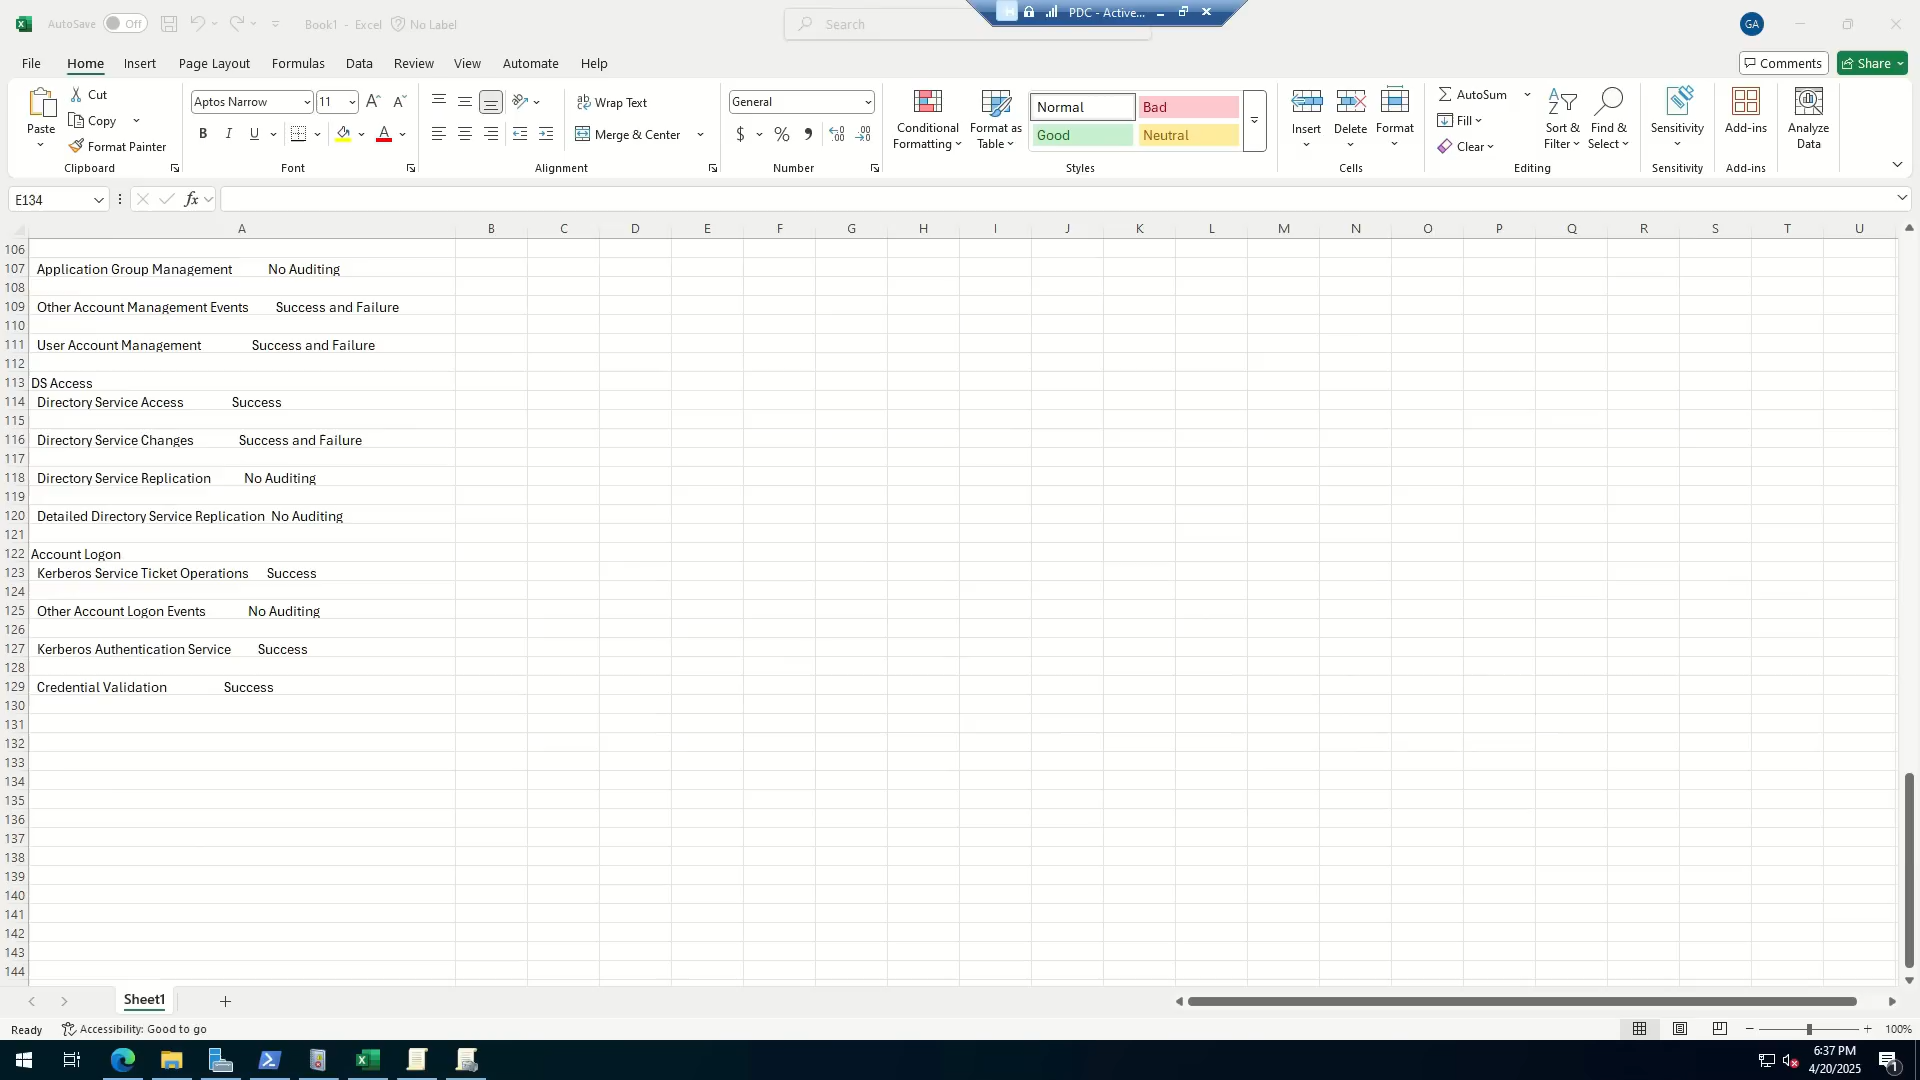 AutoSave Off Book1 - Excel No Label Search PDC - Active... GA
File Home Insert Page Layout Formulas Data Review View Automate Help Comments Share
Paste Cut Copy Format Painter Clipboard
Aptos Narrow 11 A A B I U A Font
ab Wrap Text Merge & Center Alignment
General $ % , Number
Conditional Formatting Format as Table Normal Bad Good Neutral Styles
Insert Delete Format Cells
AutoSum Fill Clear Sort & Filter Find & Select Editing
Sensitivity Sensitivity
Add-ins Add-ins
Analyze Data
E134 fx
A B C D E F G H I J K L M N O P Q R S T U
106
107 Application Group Management No Auditing
108
109 Other Account Management Events Success and Failure
110
111 User Account Management Success and Failure
112
113 DS Access
114 Directory Service Access Success
115
116 Directory Service Changes Success and Failure
117
118 Directory Service Replication No Auditing
119
120 Detailed Directory Service Replication No Auditing
121
122 Account Logon
123 Kerberos Service Ticket Operations Success
124
125 Other Account Logon Events No Auditing
126
127 Kerberos Authentication Service Success
128
129 Credential Validation Success
130
131
132
133
134
135
136
137
138
139
140
141
142
143
144
Sheet1
Ready Accessibility: Good to go 100%
6:37 PM
4/20/2025 1